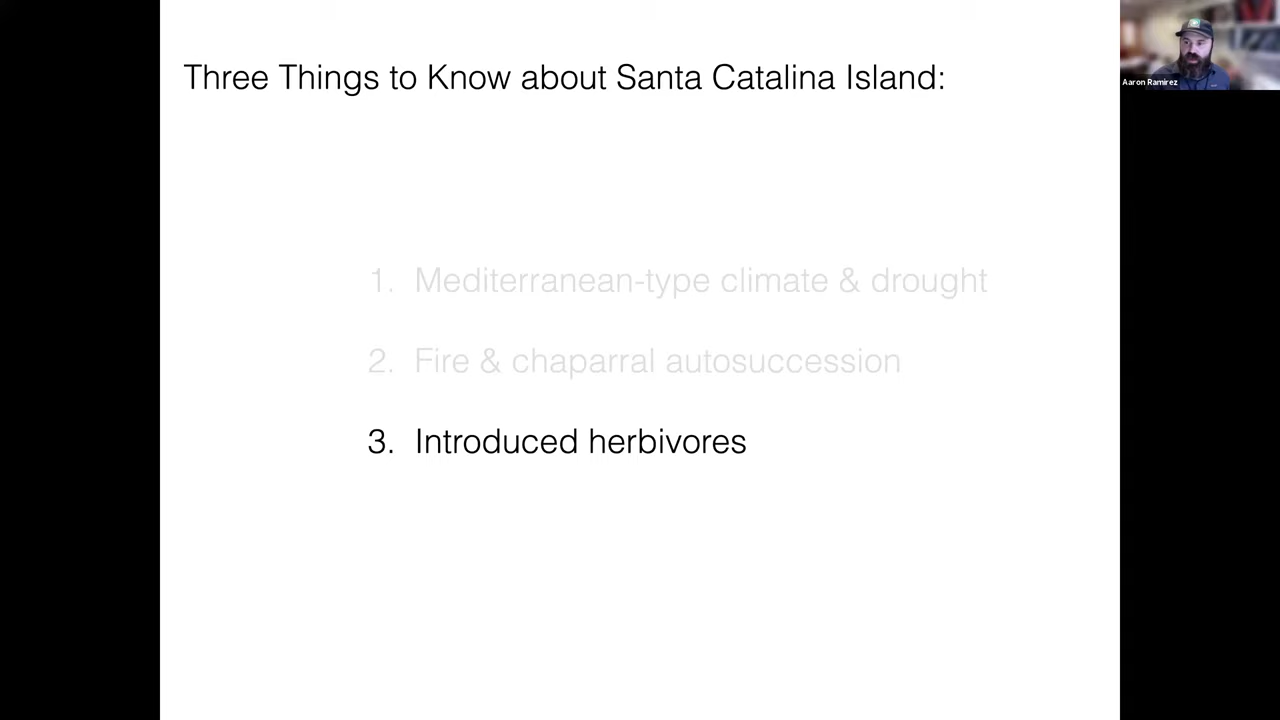 Three Things to Know about Santa Catalina Island:
Aaron Ramirez
1. Mediterranean-type climate & drought
2. Fire & chaparral autosuccession
3. Introduced herbivores